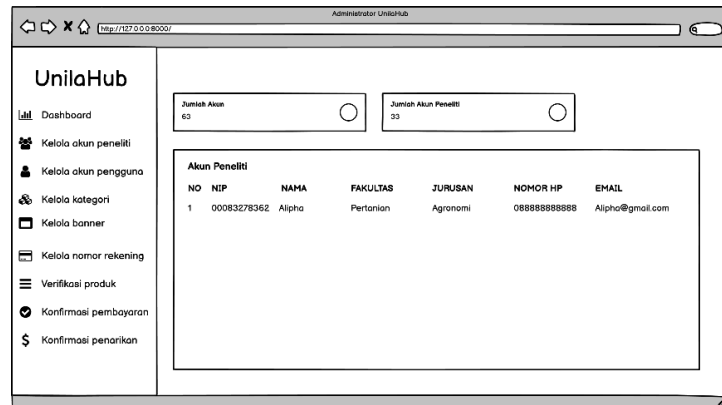 Administrator UnilaHub
http://127.0.0.0:8000/
UnilaHub
Dashboard
Kelola akun peneliti
Kelola akun pengguna
Kelola kategori
Kelola banner
Kelola nomor rekening
Verifikasi produk
Konfirmasi pembayaran
Konfirmasi penarikan
Jumlah Akun
63
Jumlah Akun Peneliti
33
Akun Peneliti
NO NIP NAMA FAKULTAS JURUSAN NOMOR HP EMAIL
1 00083278362 Alipha Pertanian Agronomi 088888888888 Alipha@gmail.com